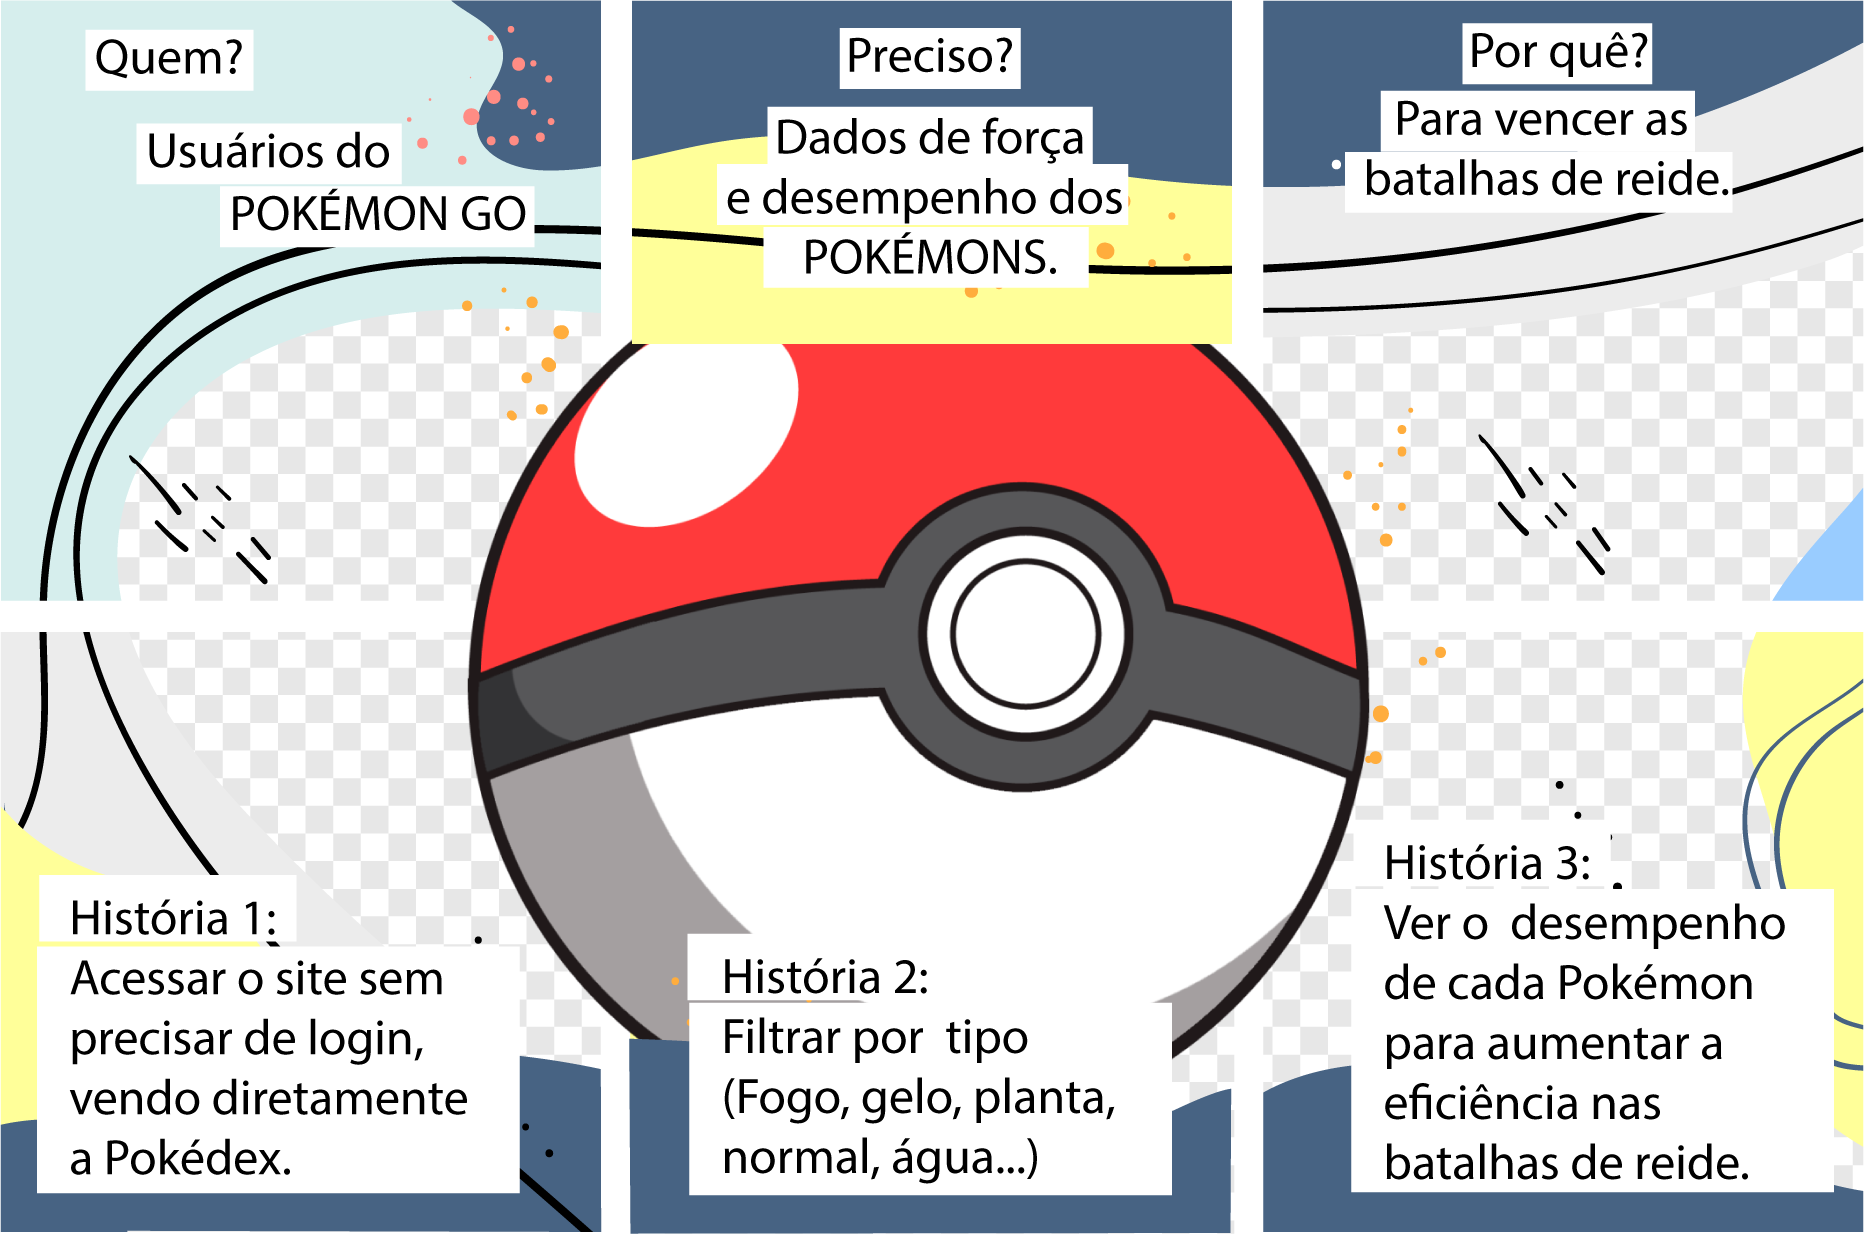 Quem?
Usuários do
POKÉMON GO
Preciso?
Dados de força
e desempenho dos
POKÉMONS.
Por quê?
Para vencer as
batalhas de reide.
História 1:
Acessar o site sem
precisar de login,
vendo diretamente
a Pokédex.
História 2:
Filtrar por  tipo
(Fogo, gelo, planta,
normal, água...)
História 3:
Ver o  desempenho
de cada Pokémon
para aumentar a
eficiência nas
batalhas de reide.